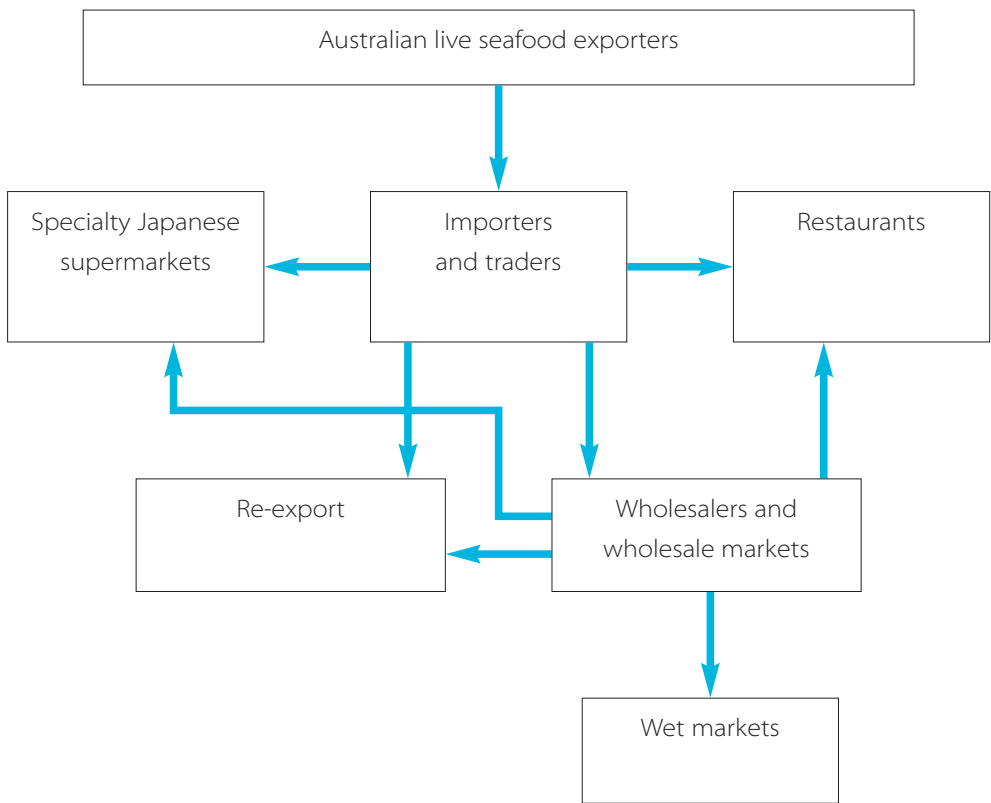 Australian live seafood exporters
Specialty Japanese
supermarkets
Importers
and traders
Restaurants
Re-export
Wholesalers and
wholesale markets
Wet markets